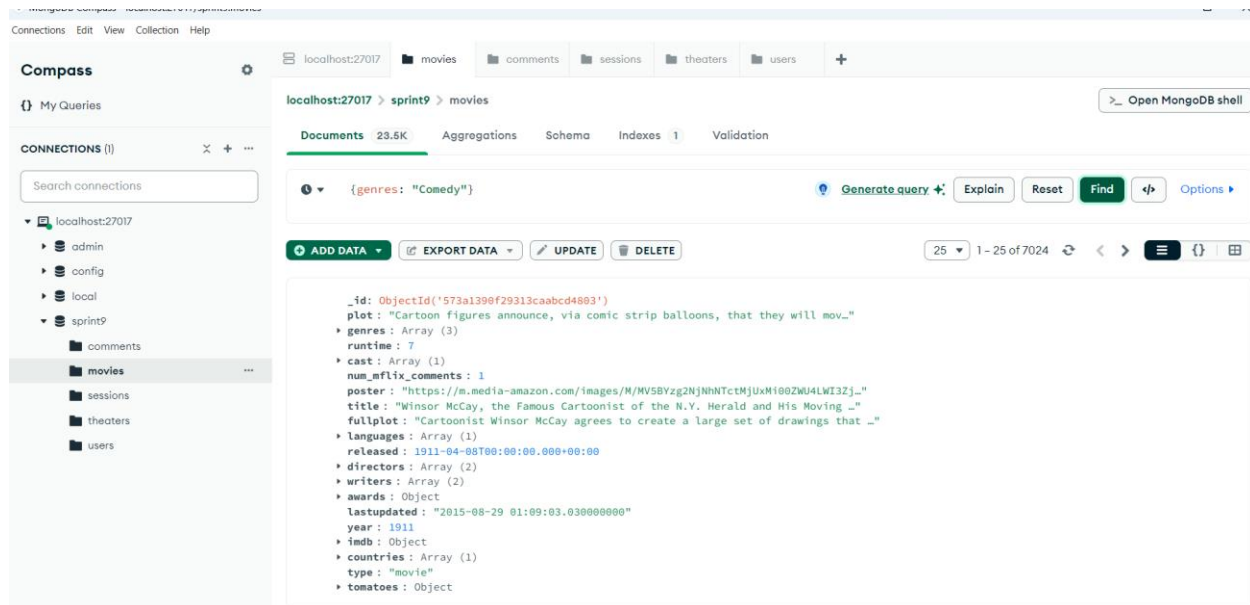 Connections Edit View Collection Help
Compass
{} My Queries
CONNECTIONS (1)
Search connections
localhost:27017
admin
config
local
sprint9
comments
movies
sessions
theaters
users
localhost:27017 movies comments sessions theaters users
localhost:27017 > sprint9 > movies
>_ Open MongoDB shell
Documents 23.5K Aggregations Schema Indexes 1 Validation
{genres: "Comedy"}
Generate query Explain Reset Find </> Options
ADD DATA EXPORT DATA UPDATE DELETE
25 1 – 25 of 7024 {}
_id: ObjectId('573a1390f29313caabcd4803')
plot : "Cartoon figures announce, via comic strip balloons, that they will mov…"
genres : Array (3)
runtime : 7
cast : Array (1)
num_mflix_comments : 1
poster : "https://m.media-amazon.com/images/M/MV5BYzg2NjNhNTctMjUxMi00ZWU4LWI3Zj…"
title : "Winsor McCay, the Famous Cartoonist of the N.Y. Herald and His Moving …"
fullplot : "Cartoonist Winsor McCay agrees to create a large set of drawings that …"
languages : Array (1)
released : 1911-04-08T00:00:00.000+00:00
directors : Array (2)
writers : Array (2)
awards : Object
lastupdated : "2015-08-29 01:09:03.030000000"
year : 1911
imdb : Object
countries : Array (1)
type : "movie"
tomatoes : Object